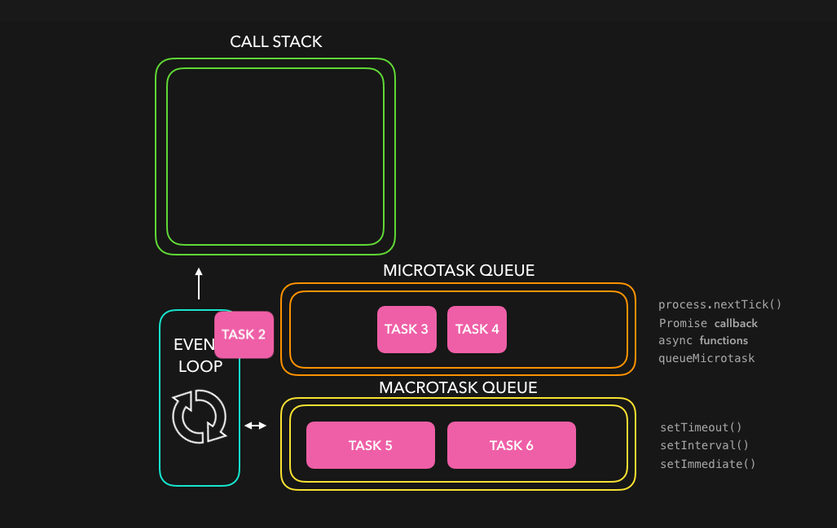 CALL STACK
MICROTASK QUEUE
process.nextTick()
TASK 2
TASK 3
TASK 4
Promise callback
async functions
LOOP
queueMicrotask
MACROTASK QUEUE
setTimeout()
TASK 5
TASK 6
setInterval()
setImmediate()